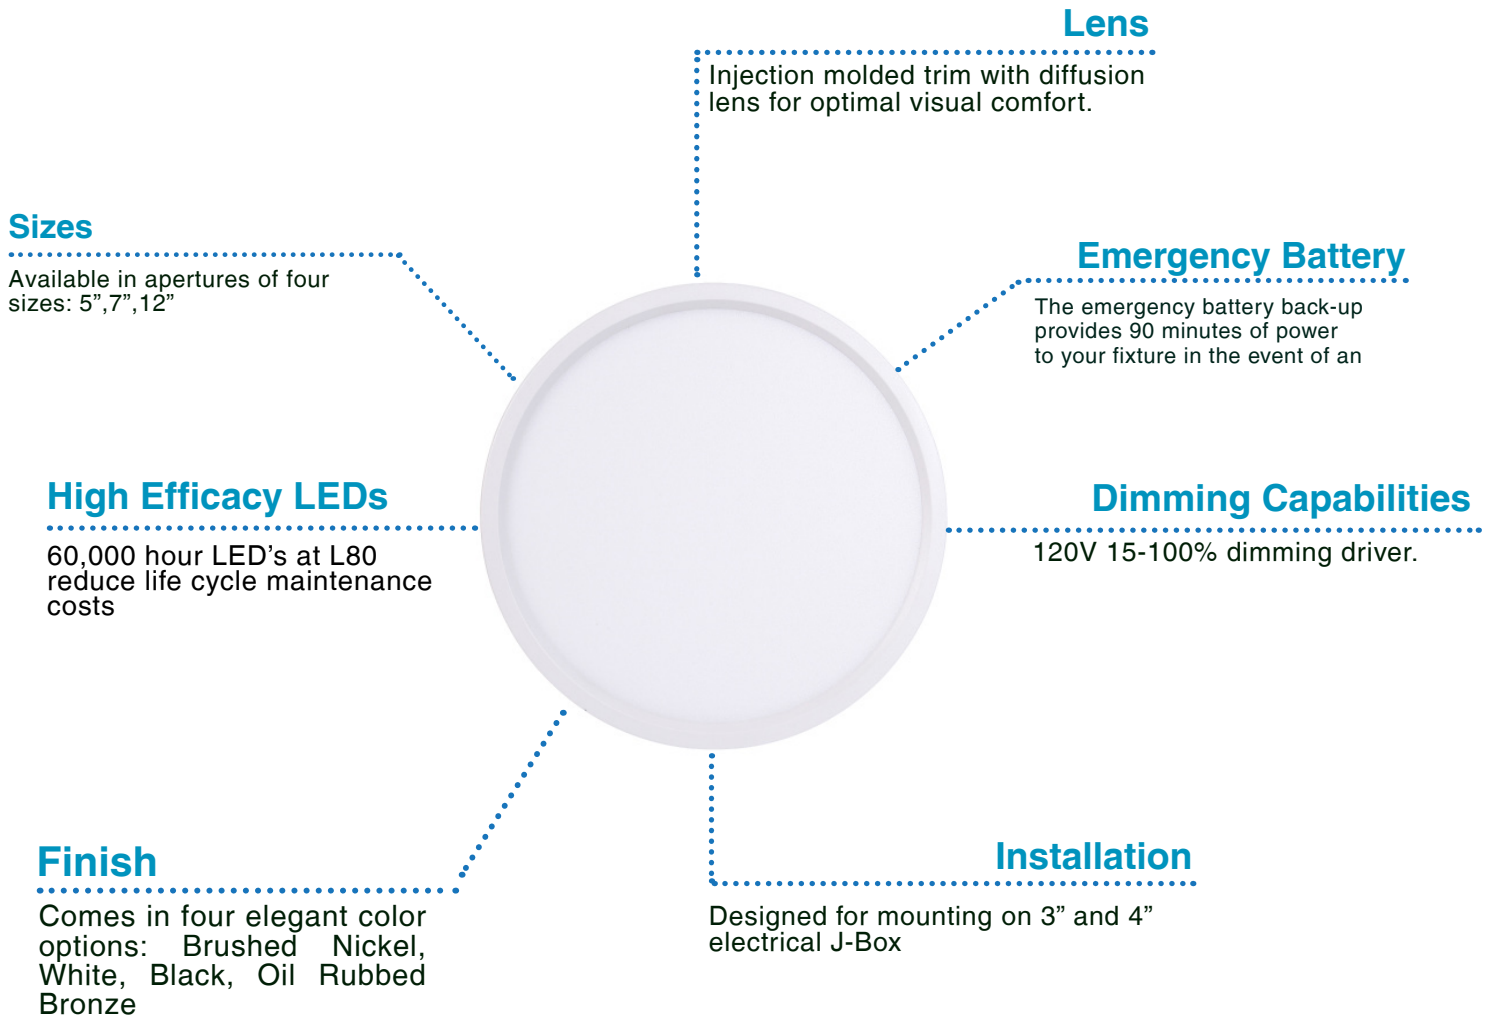 Lens
Injection molded trim with diffusion
lens for optimal visual comfort.
Sizes
Available in apertures of four
sizes: 5”,7”,12”
Emergency Battery
The emergency battery back-up
provides 90 minutes of power
to your fixture in the event of an
High Efficacy LEDs
60,000 hour LED’s at L80
reduce life cycle maintenance
costs
Dimming Capabilities
120V 15-100% dimming driver.
Finish
Comes in four elegant color
options: Brushed Nickel,
White, Black, Oil Rubbed
Bronze
Installation
Designed for mounting on 3” and 4”
electrical J-Box